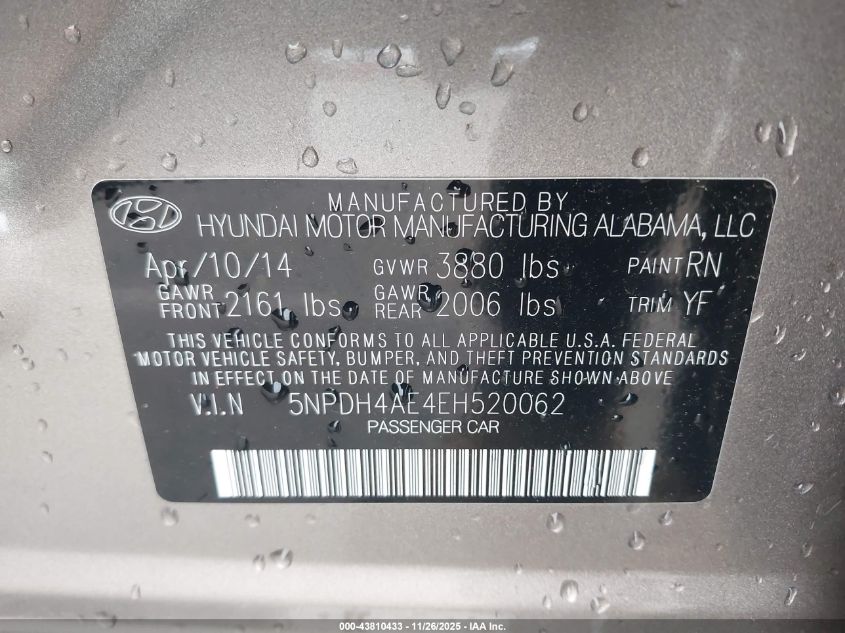 MANUFACTURED BY
HYUNDAI MOTOR MANUFACTURING ALABAMA, LLC
Apr/10/14 GVWR 3880 lbs PAINT RN
GAWR FRONT 2161 lbs GAWR REAR 2006 lbs TRIM YF
THIS VEHICLE CONFORMS TO ALL APPLICABLE U.S.A. FEDERAL
MOTOR VEHICLE SAFETY, BUMPER, AND THEFT PREVENTION STANDARDS
IN EFFECT ON THE DATE OF MANUFACTURE SHOWN ABOVE
V.I.N 5NPDH4AE4EH520062
PASSENGER CAR
000-43810433 - 11/26/2025 - IAA Inc.